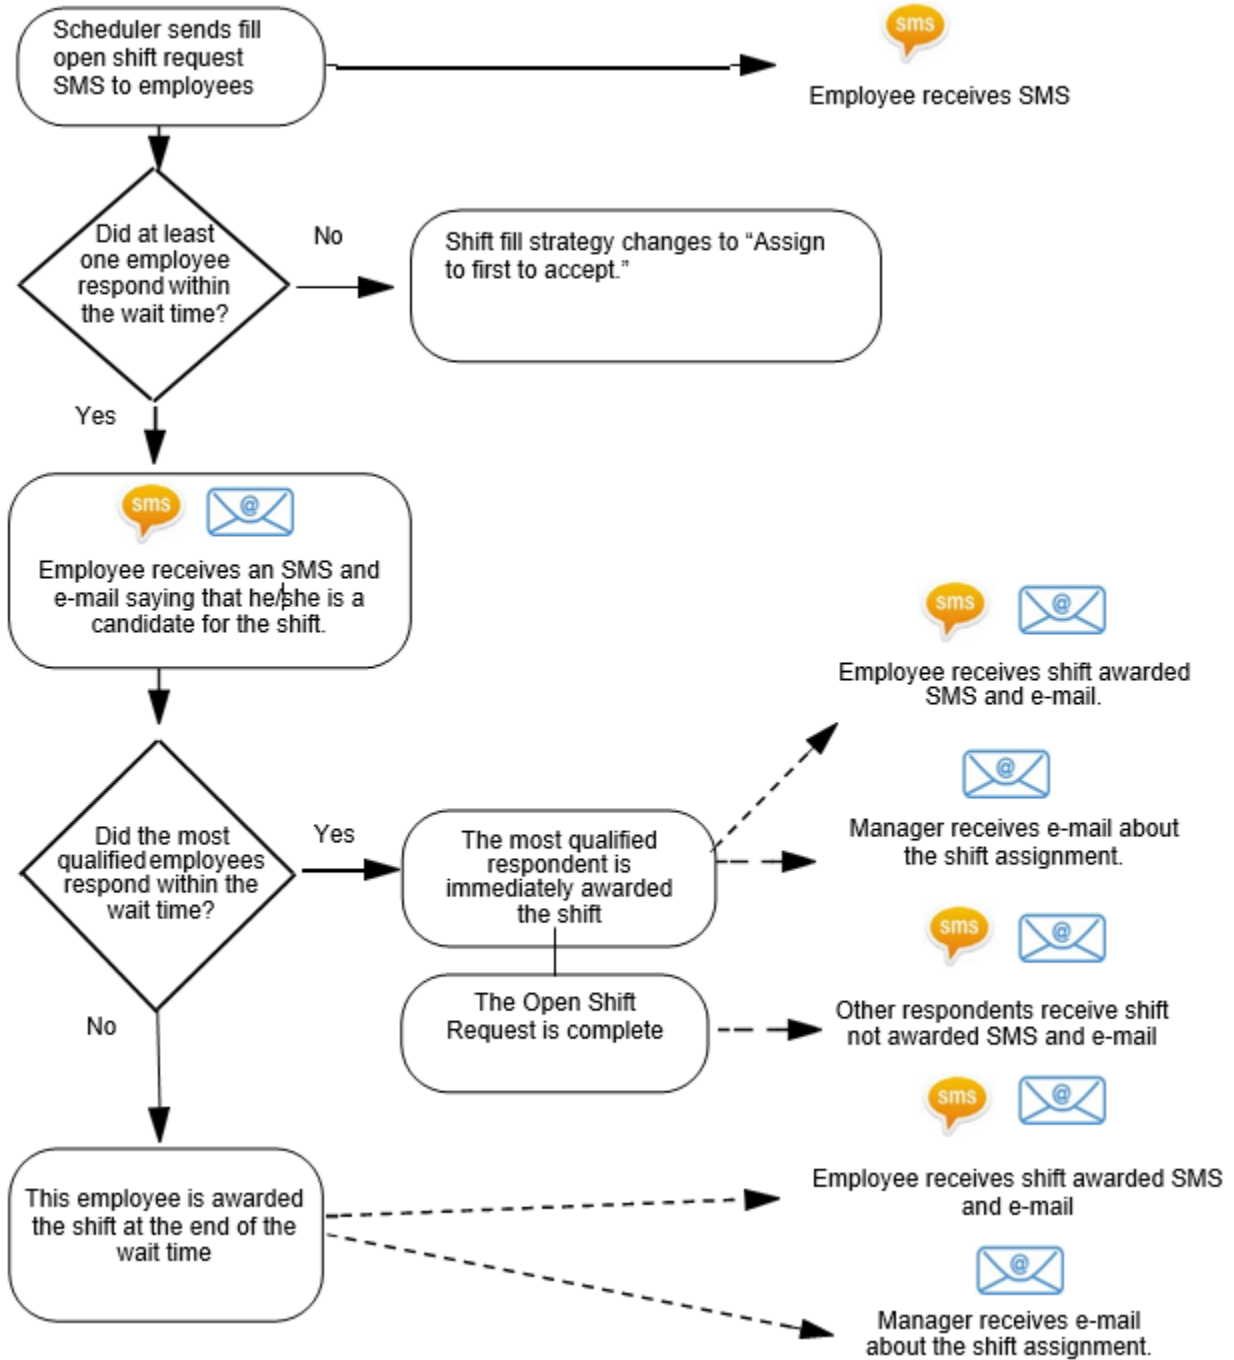 Scheduler sends fill
open shift request
SMS to employees
sms
Employee receives SMS
Did at least
one employee
respond within
the wait time?
No
Shift fill strategy changes to “Assign
to first to accept.”
Yes
sms
@
Employee receives an SMS and
e-mail saying that he/she is a
candidate for the shift.
sms
@
Employee receives shift awarded
SMS and e-mail.
@
Manager receives e-mail about
the shift assignment.
Did the most
qualified employees
respond within the
wait time?
Yes
The most qualified
respondent is
immediately awarded
the shift
sms
@
The Open Shift
Request is complete
Other respondents receive shift
not awarded SMS and e-mail
No
sms
@
This employee is awarded
the shift at the end of the
wait time
Employee receives shift awarded SMS
and e-mail
@
Manager receives e-mail
about the shift assignment.